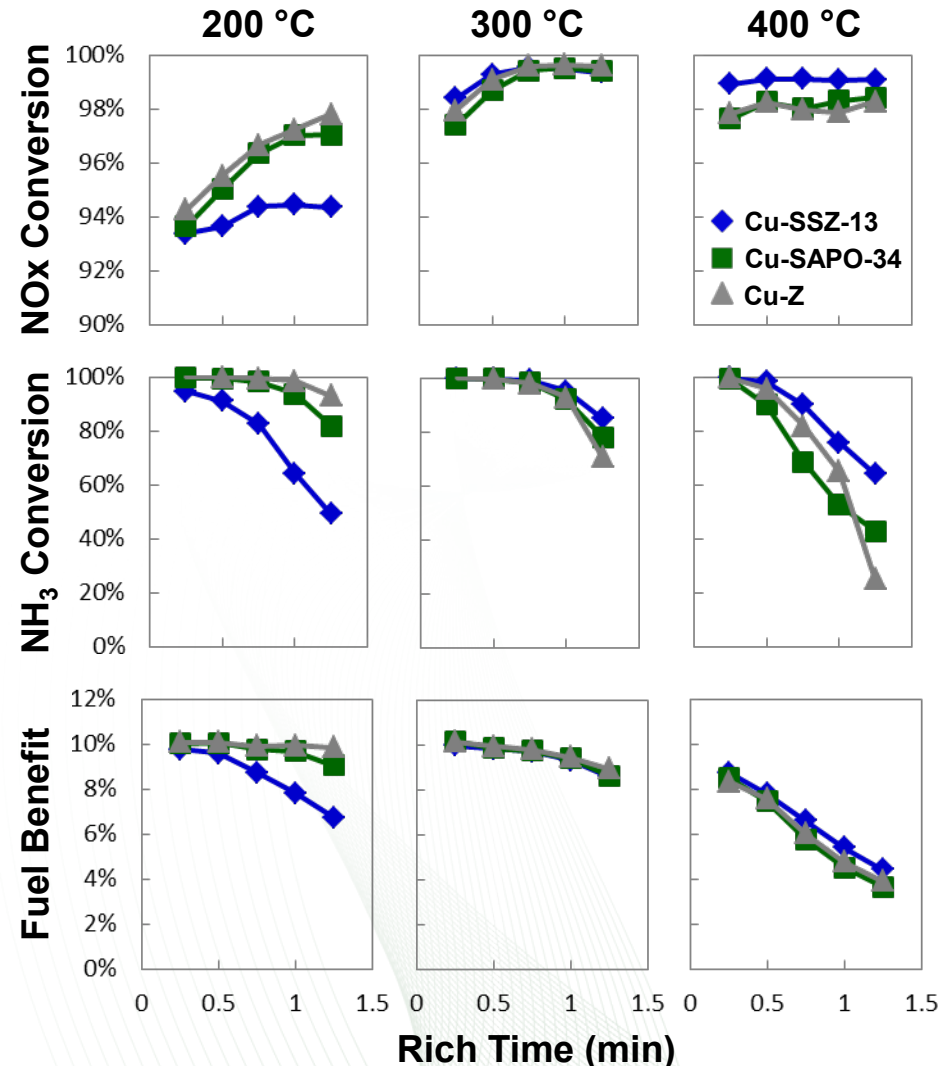 200 °C 300 °C 400 °C
NOx Conversion
100%
98%
96%
94%
92%
90%
Cu-SSZ-13
Cu-SAPO-34
Cu-Z
NH₃ Conversion
100%
80%
60%
40%
20%
0%
Fuel Benefit
12%
10%
8%
6%
4%
2%
0%
0 0.5 1 1.5 0 0.5 1 1.5 0 0.5 1 1.5
Rich Time (min)